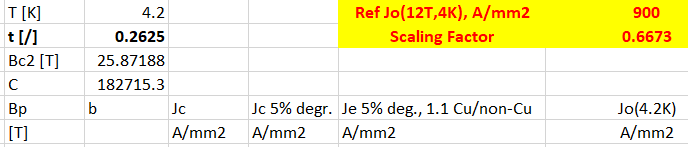 T [K] 4.2 Ref Jo(12T,4K), A/mm2 900
t [/] 0.2625 Scaling Factor 0.6673
Bc2 [T] 25.87188
C 182715.3
Bp b Jc Jc 5% degr. Je 5% deg., 1.1 Cu/non-Cu Jo(4.2K)
[T] A/mm2 A/mm2 A/mm2 A/mm2